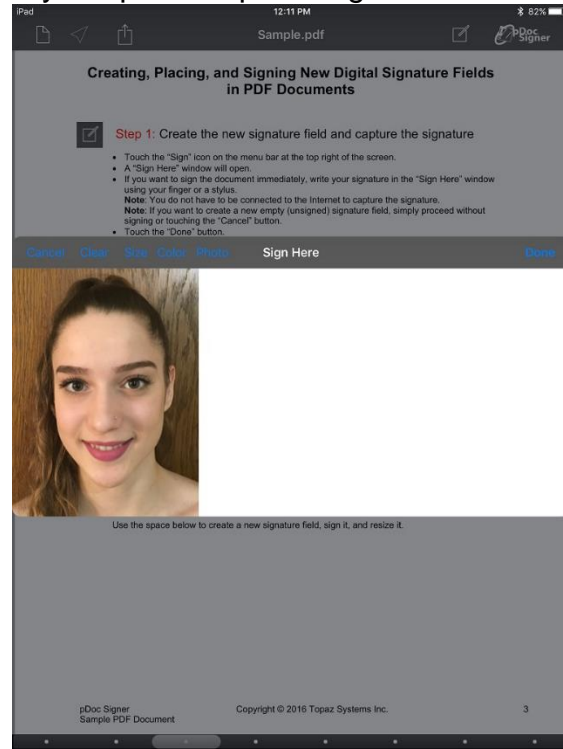 iPad 12:11 PM 82%
Sample.pdf pDoc Signer
Creating, Placing, and Signing New Digital Signature Fields
in PDF Documents
Step 1: Create the new signature field and capture the signature
• Touch the "Sign" icon on the menu bar at the top right of the screen.
• A "Sign Here" window will open.
• If you want to sign the document immediately, write your signature in the "Sign Here" window
using your finger or a stylus.
Note: You do not have to be connected to the Internet to capture the signature.
Note: If you want to create a new empty (unsigned) signature field, simply proceed without
signing or touching the "Cancel" button.
• Touch the "Done" button.
Cancel Clear Size Color Photo Sign Here Done
Use the space below to create a new signature field, sign it, and resize it.
pDoc Signer Copyright © 2016 Topaz Systems Inc. 3
Sample PDF Document